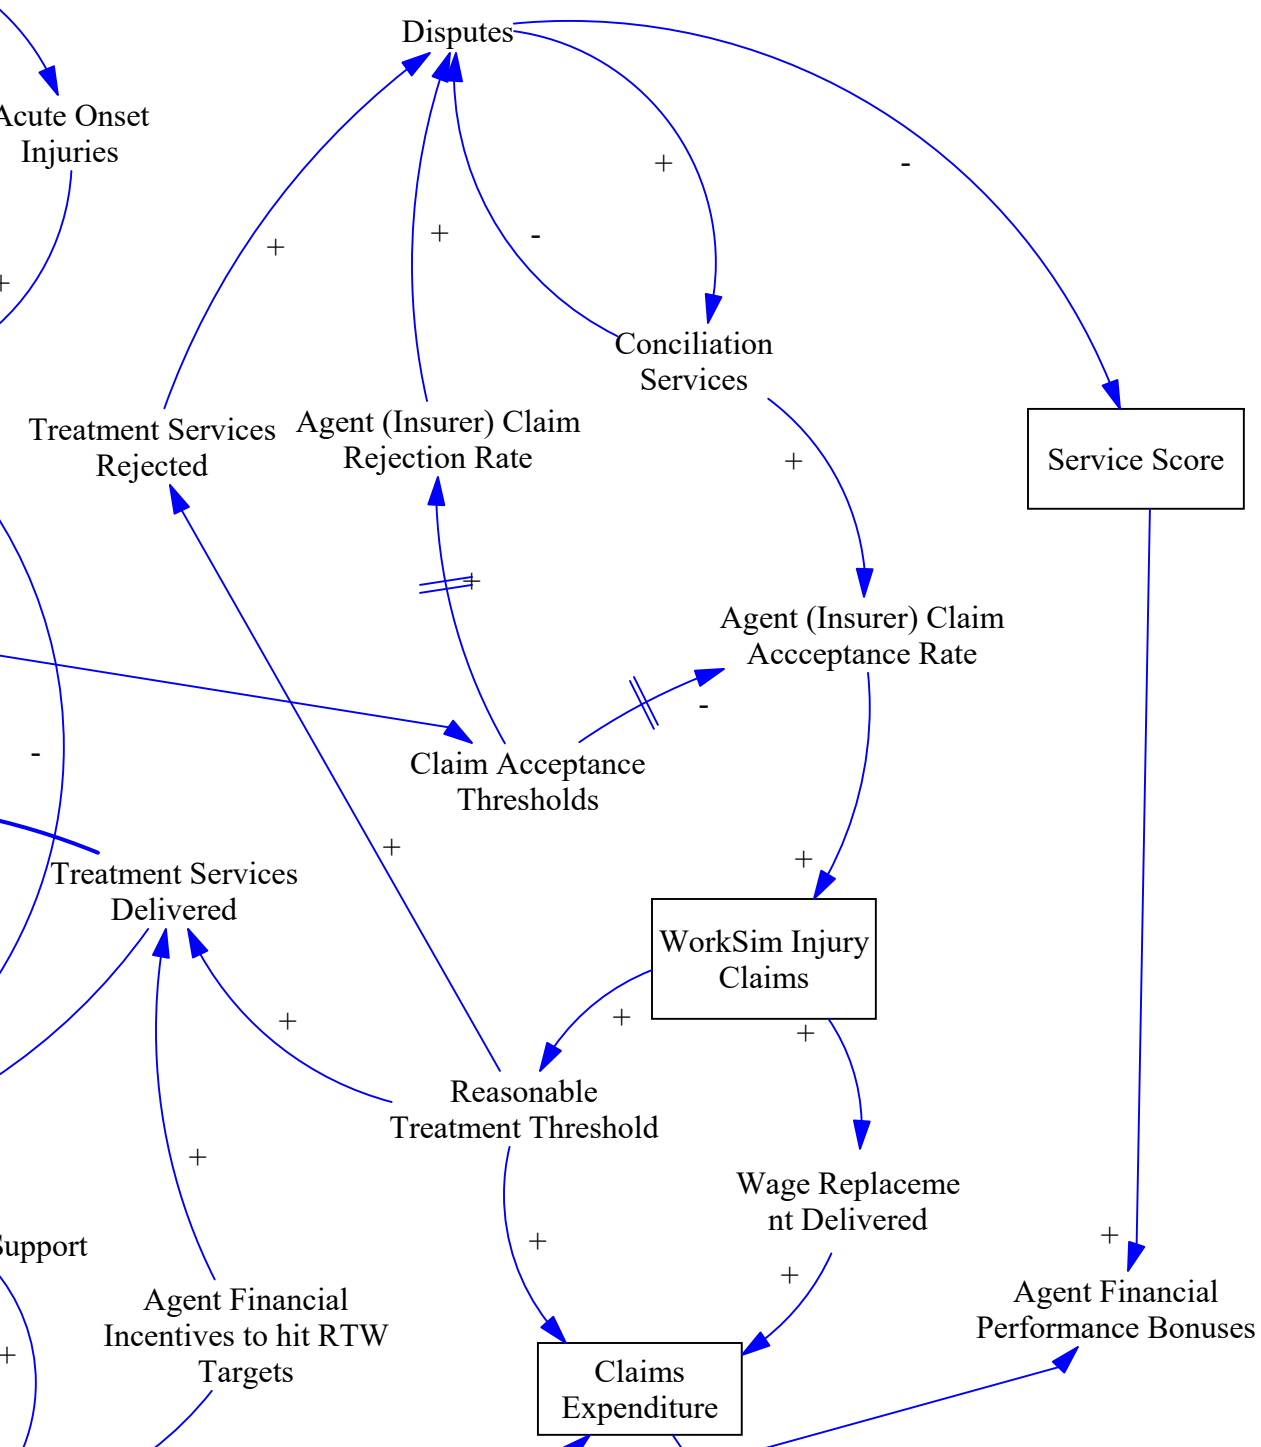 Disputes
Acute Onset
Injuries
+
-
+
+
-
+
Conciliation
Services
Treatment Services
Rejected
Agent (Insurer) Claim
Rejection Rate
+
Service Score
+
Agent (Insurer) Claim
Accceptance Rate
-
-
Claim Acceptance
Thresholds
+
+
Treatment Services
Delivered
WorkSim Injury
Claims
+
+
+
Reasonable
Treatment Threshold
+
Wage Replaceme
nt Delivered
+
+
Support
+
Agent Financial
Incentives to hit RTW
Targets
Agent Financial
Performance Bonuses
+
Claims
Expenditure